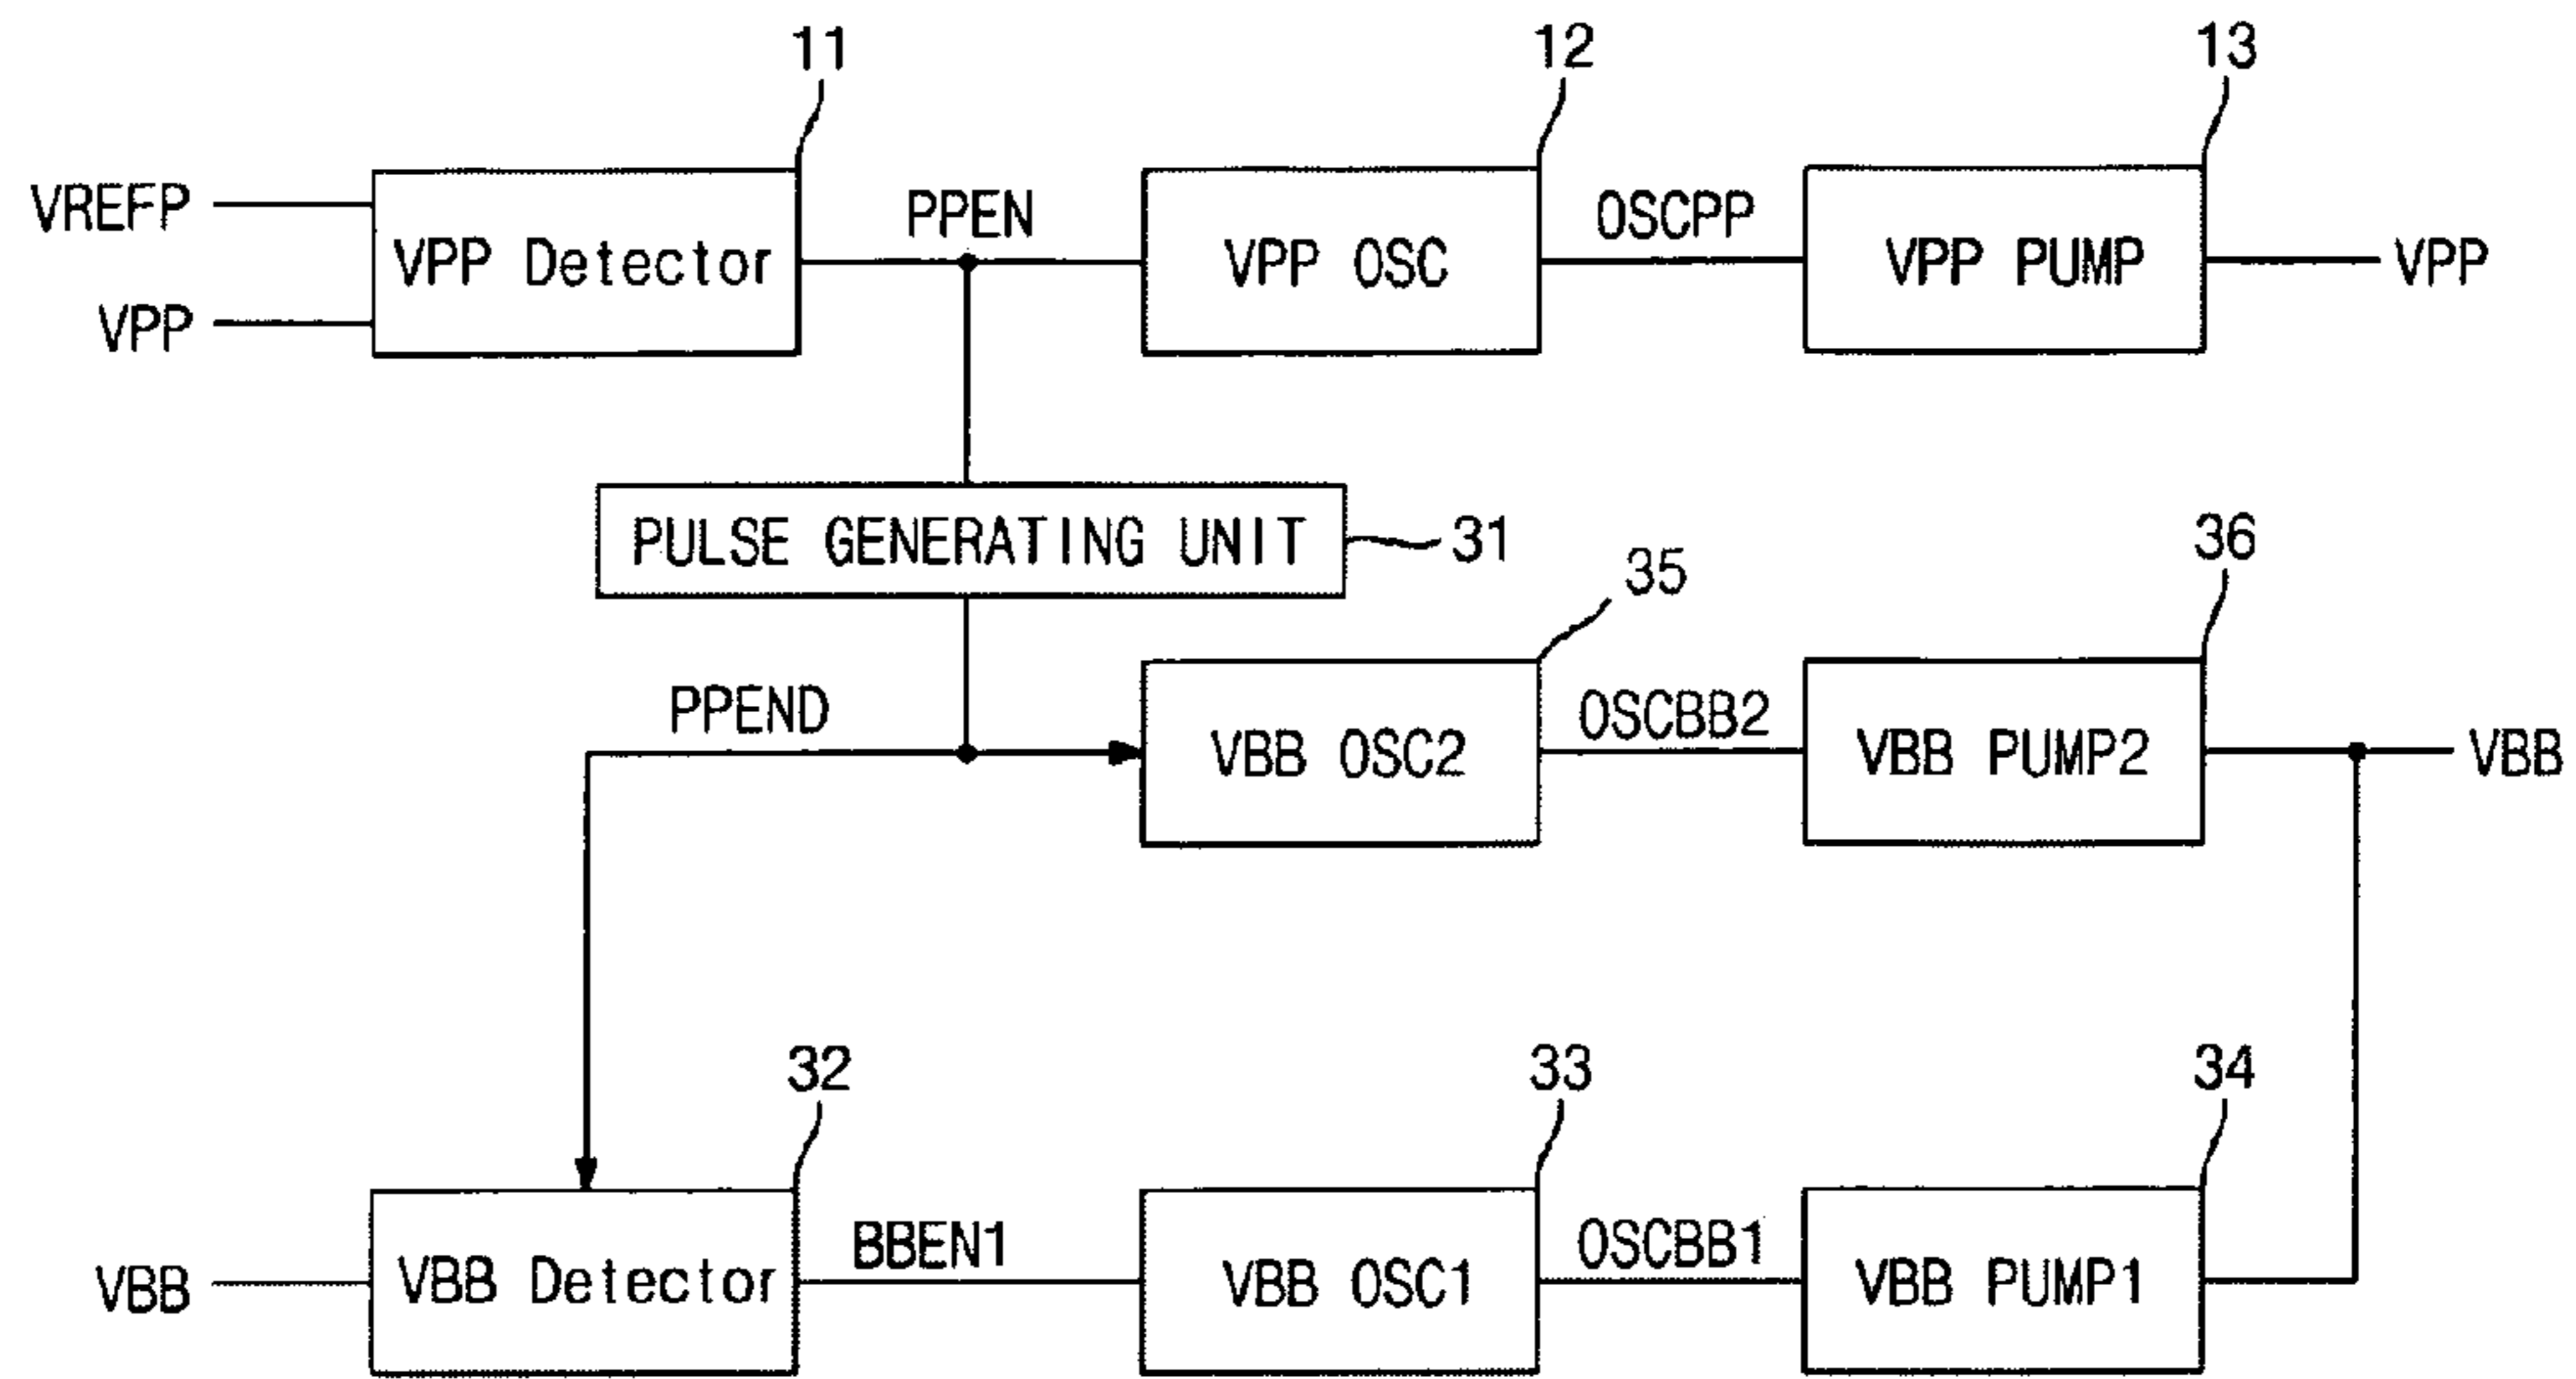 11
12
13
VREFP
VPP
VPP Detector
PPEN
VPP OSC
OSCPP
VPP PUMP
VPP
PULSE GENERATING UNIT
31
35
36
PPEND
VBB OSC2
OSCBB2
VBB PUMP2
VBB
32
33
34
VBB
VBB Detector
BBEN1
VBB OSC1
OSCBB1
VBB PUMP1